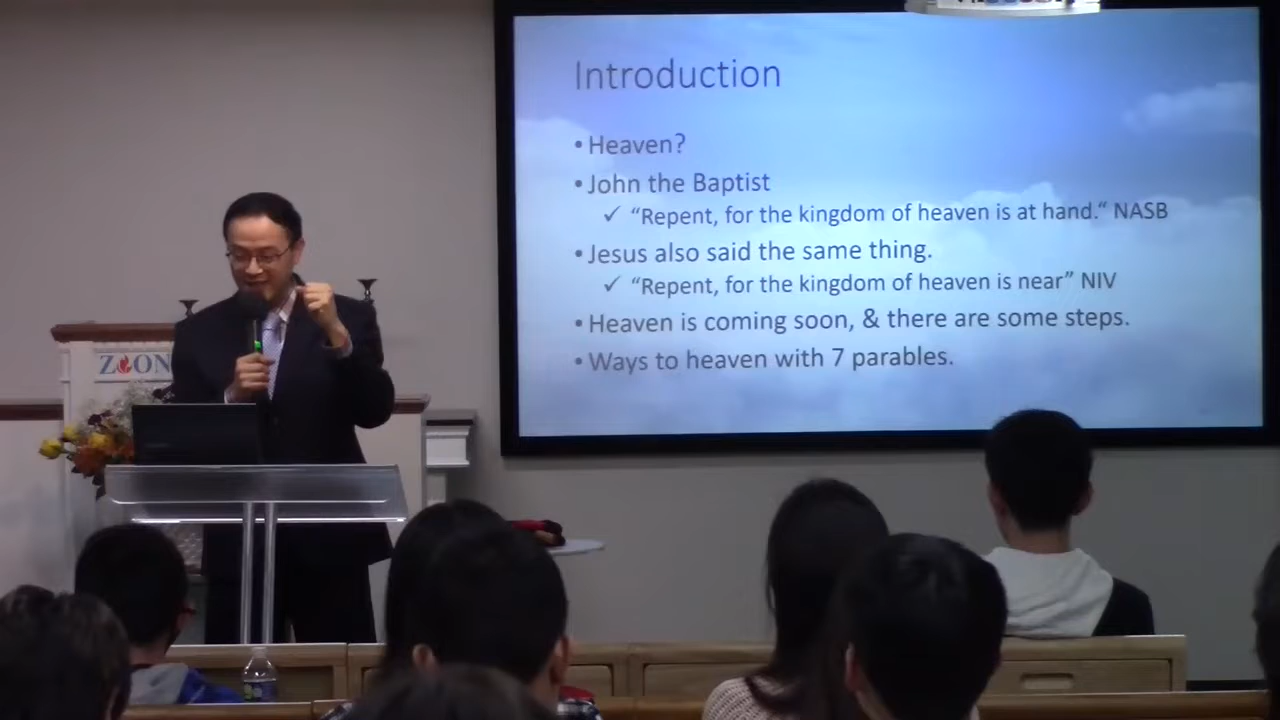 Introduction
• Heaven?
• John the Baptist
✓ “Repent, for the kingdom of heaven is at hand.“ NASB
• Jesus also said the same thing.
✓ “Repent, for the kingdom of heaven is near” NIV
• Heaven is coming soon, & there are some steps.
• Ways to heaven with 7 parables.
ZION